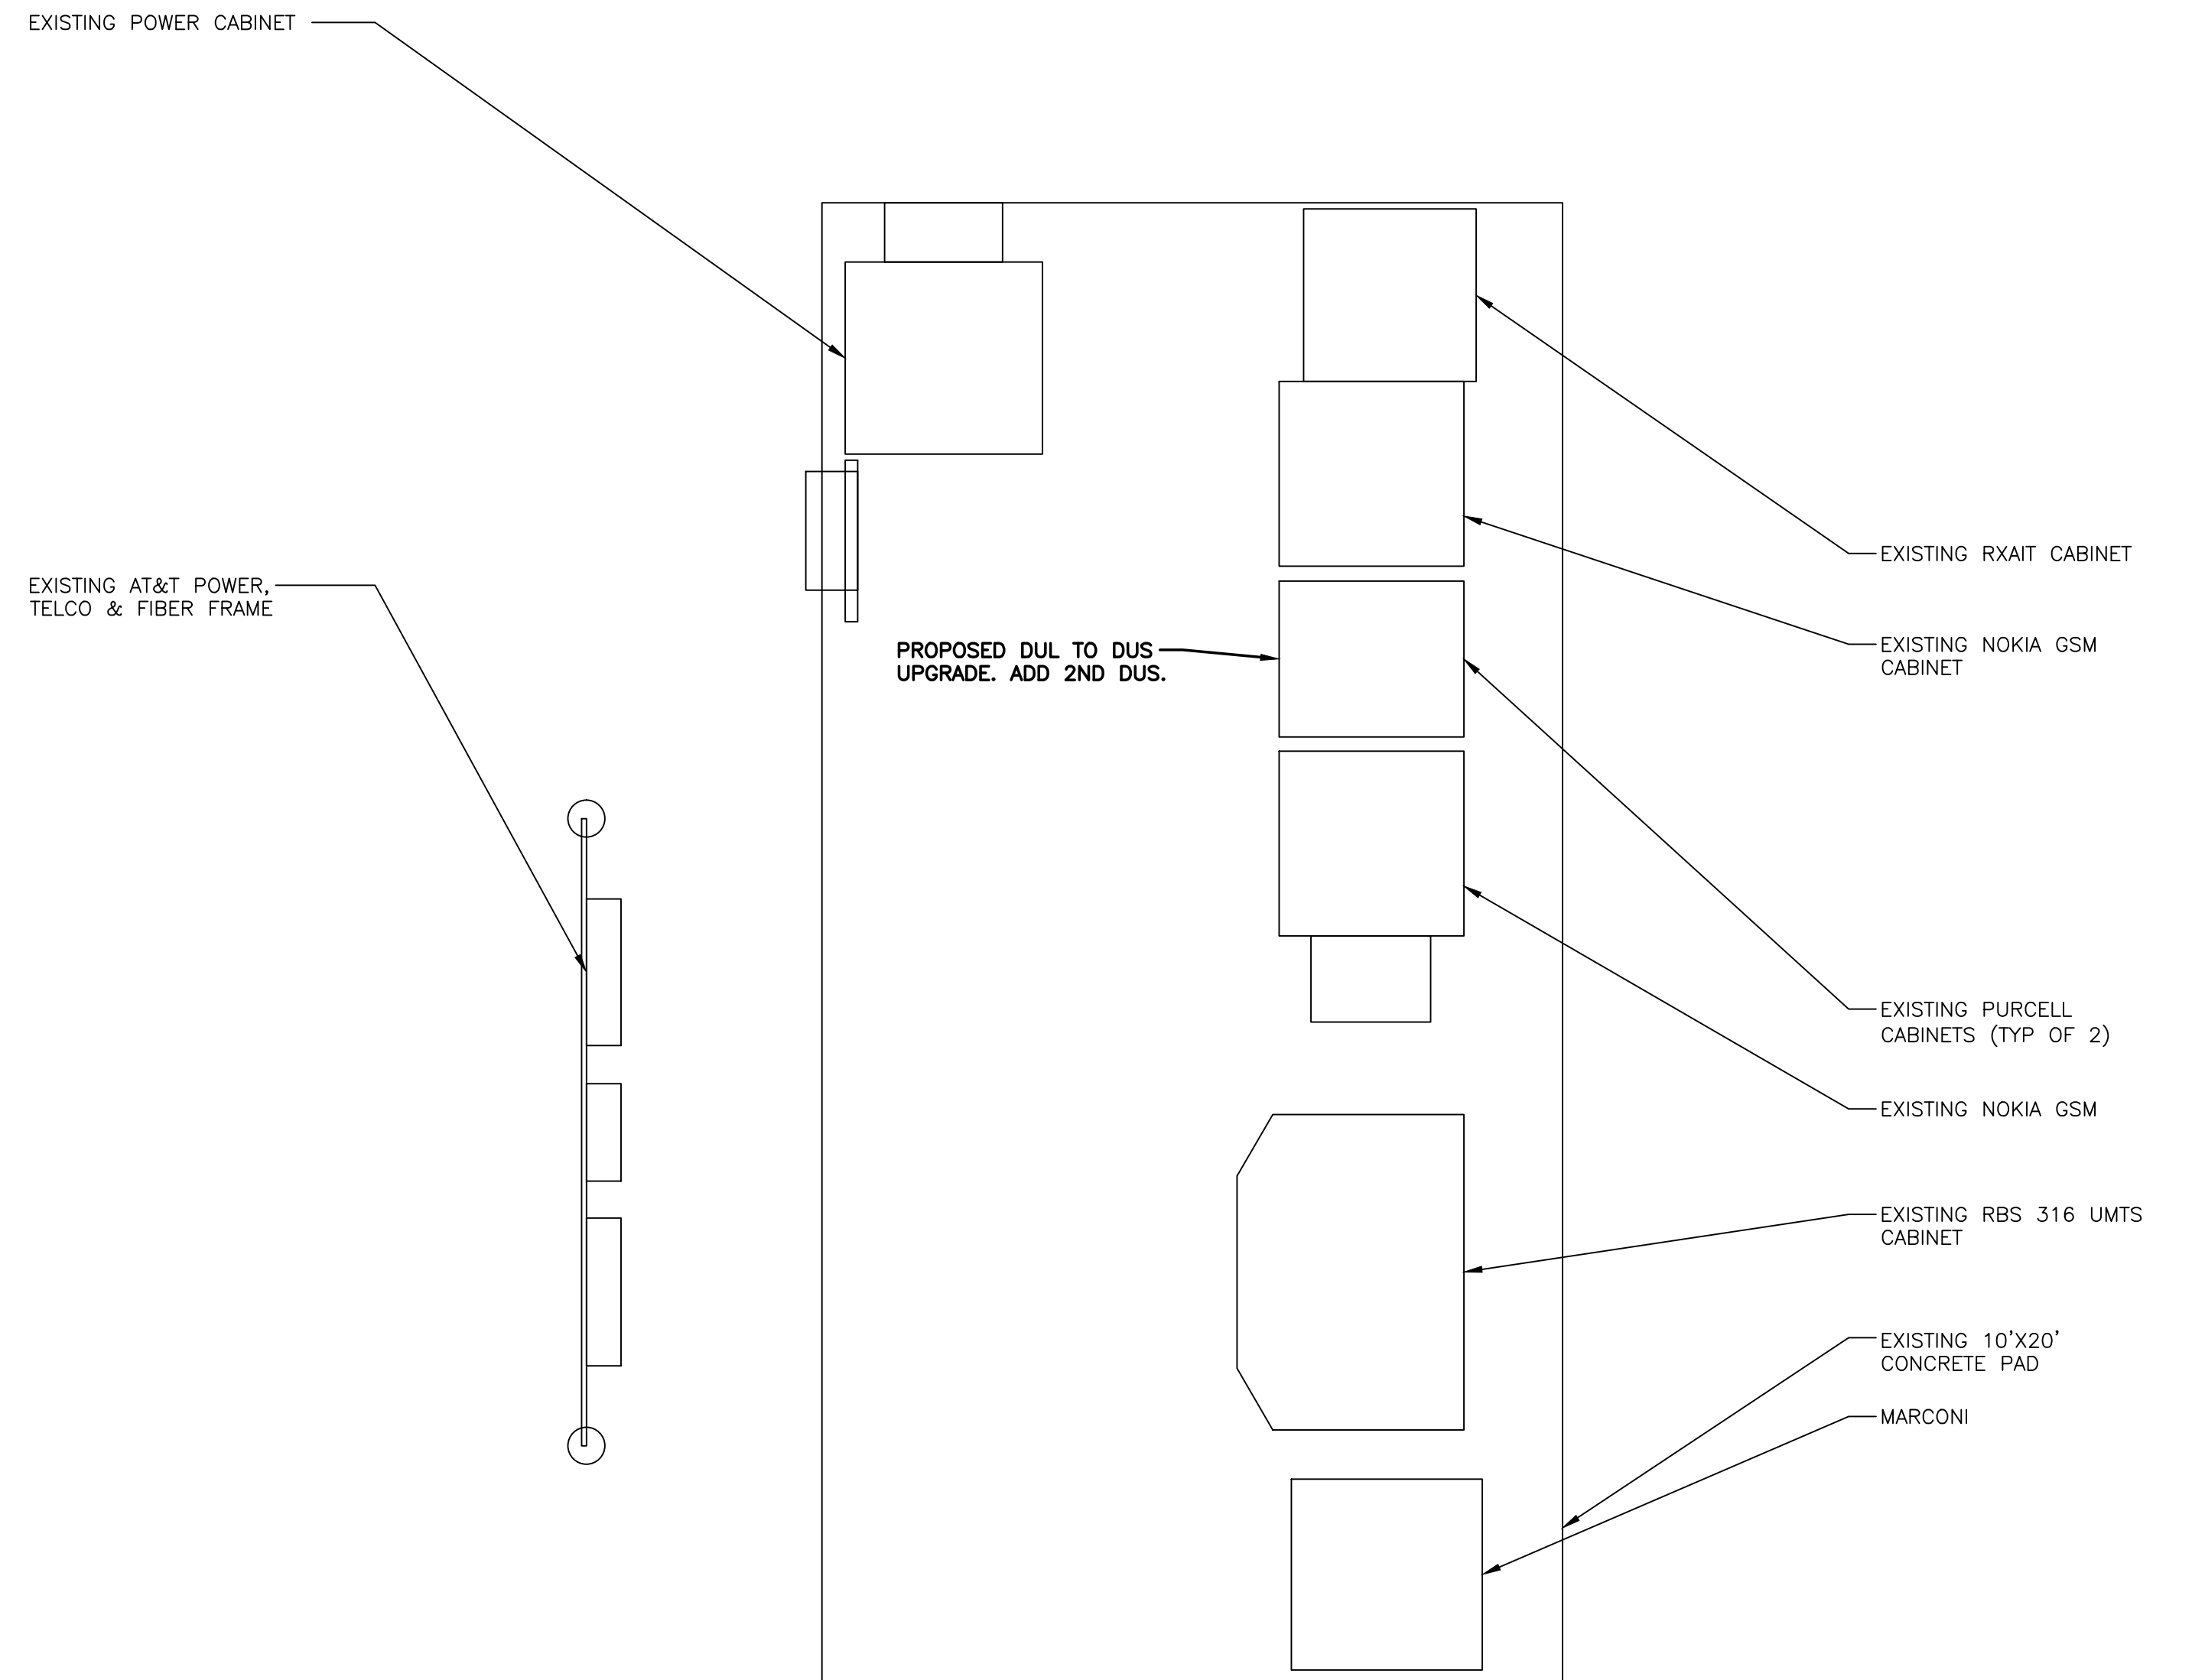 EXISTING POWER CABINET
EXISTING AT&T POWER,
TELCO & FIBER FRAME
PROPOSED DUL TO DUS
UPGRADE. ADD 2ND DUS.
EXISTING RXAIT CABINET
EXISTING NOKIA GSM
CABINET
EXISTING PURCELL
CABINETS (TYP OF 2)
EXISTING NOKIA GSM
EXISTING RBS 316 UMTS
CABINET
EXISTING 10'X20'
CONCRETE PAD
MARCONI